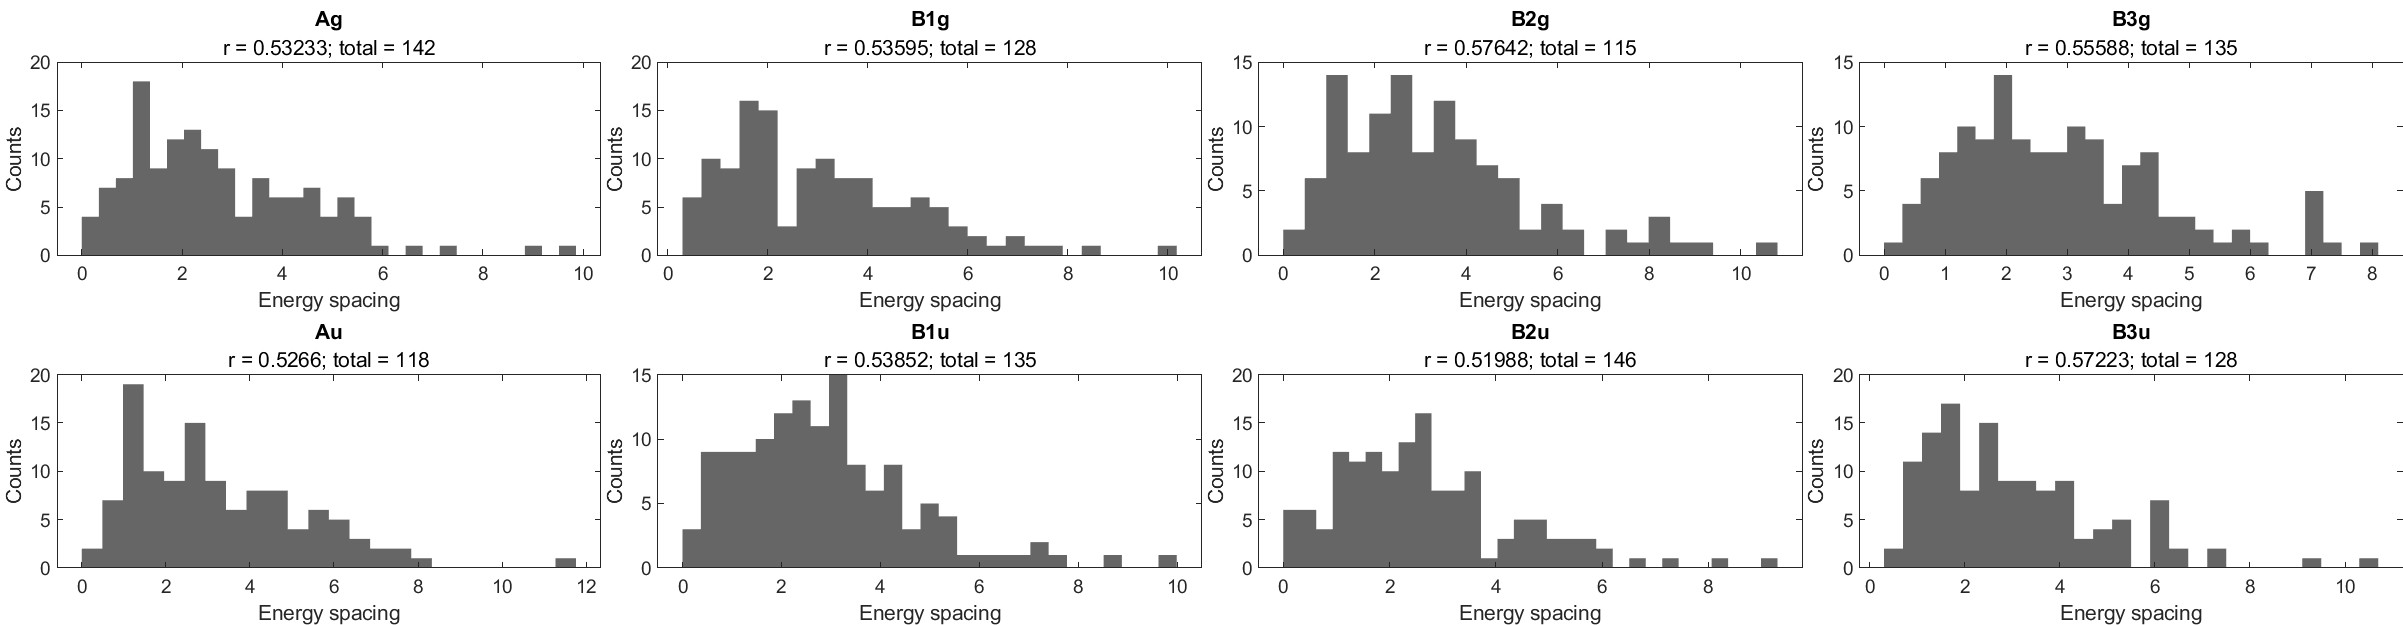 Ag
r = 0.53233; total = 142
20
15
10
5
0
Counts
0 2 4 6 8 10
Energy spacing
B1g
r = 0.53595; total = 128
20
15
10
5
0
Counts
0 2 4 6 8 10
Energy spacing
B2g
r = 0.57642; total = 115
15
10
5
0
Counts
0 2 4 6 8 10
Energy spacing
B3g
r = 0.55588; total = 135
15
10
5
0
Counts
0 1 2 3 4 5 6 7 8
Energy spacing
Au
r = 0.5266; total = 118
20
15
10
5
0
Counts
0 2 4 6 8 10 12
Energy spacing
B1u
r = 0.53852; total = 135
15
10
5
0
Counts
0 2 4 6 8 10
Energy spacing
B2u
r = 0.51988; total = 146
20
15
10
5
0
Counts
0 2 4 6 8
Energy spacing
B3u
r = 0.57223; total = 128
20
15
10
5
0
Counts
0 2 4 6 8 10
Energy spacing